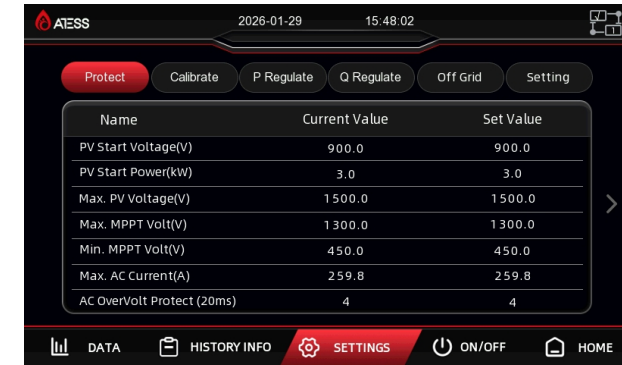 ATESS 2026-01-29 15:48:02
Protect Calibrate P Regulate Q Regulate Off Grid Setting
Name Current Value Set Value
PV Start Voltage(V) 900.0 900.0
PV Start Power(kW) 3.0 3.0
Max. PV Voltage(V) 1500.0 1500.0
Max. MPPT Volt(V) 1300.0 1300.0
Min. MPPT Volt(V) 450.0 450.0
Max. AC Current(A) 259.8 259.8
AC OverVolt Protect (20ms) 4 4
DATA HISTORY INFO SETTINGS ON/OFF HOME